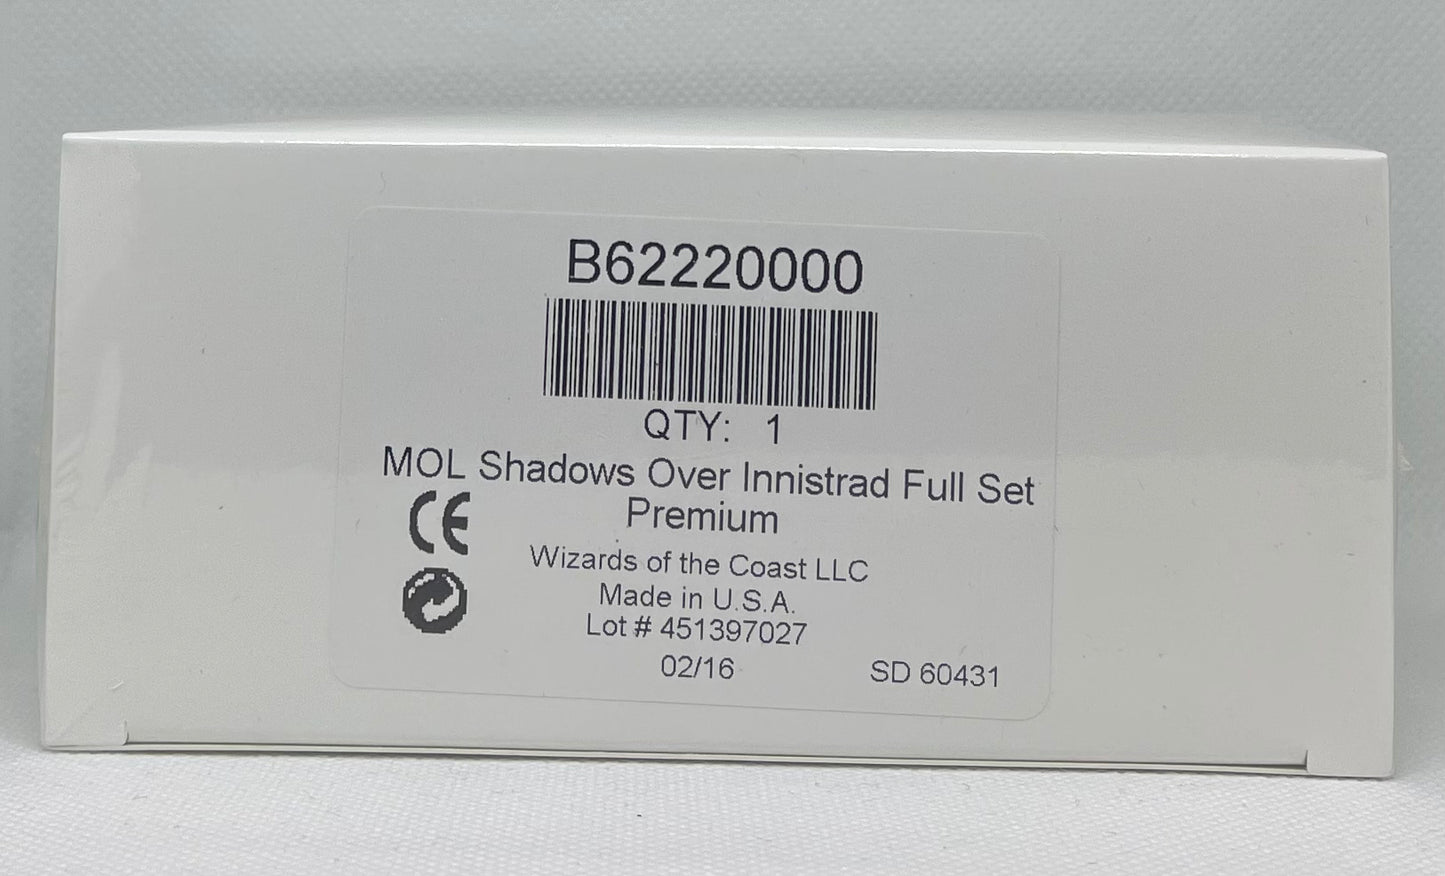 B62220000
QTY: 1
MOL Shadows Over Innistrad Full Set
Premium
CE
Wizards of the Coast LLC
Made in U.S.A.
Lot # 451397027
02/16
SD 60431